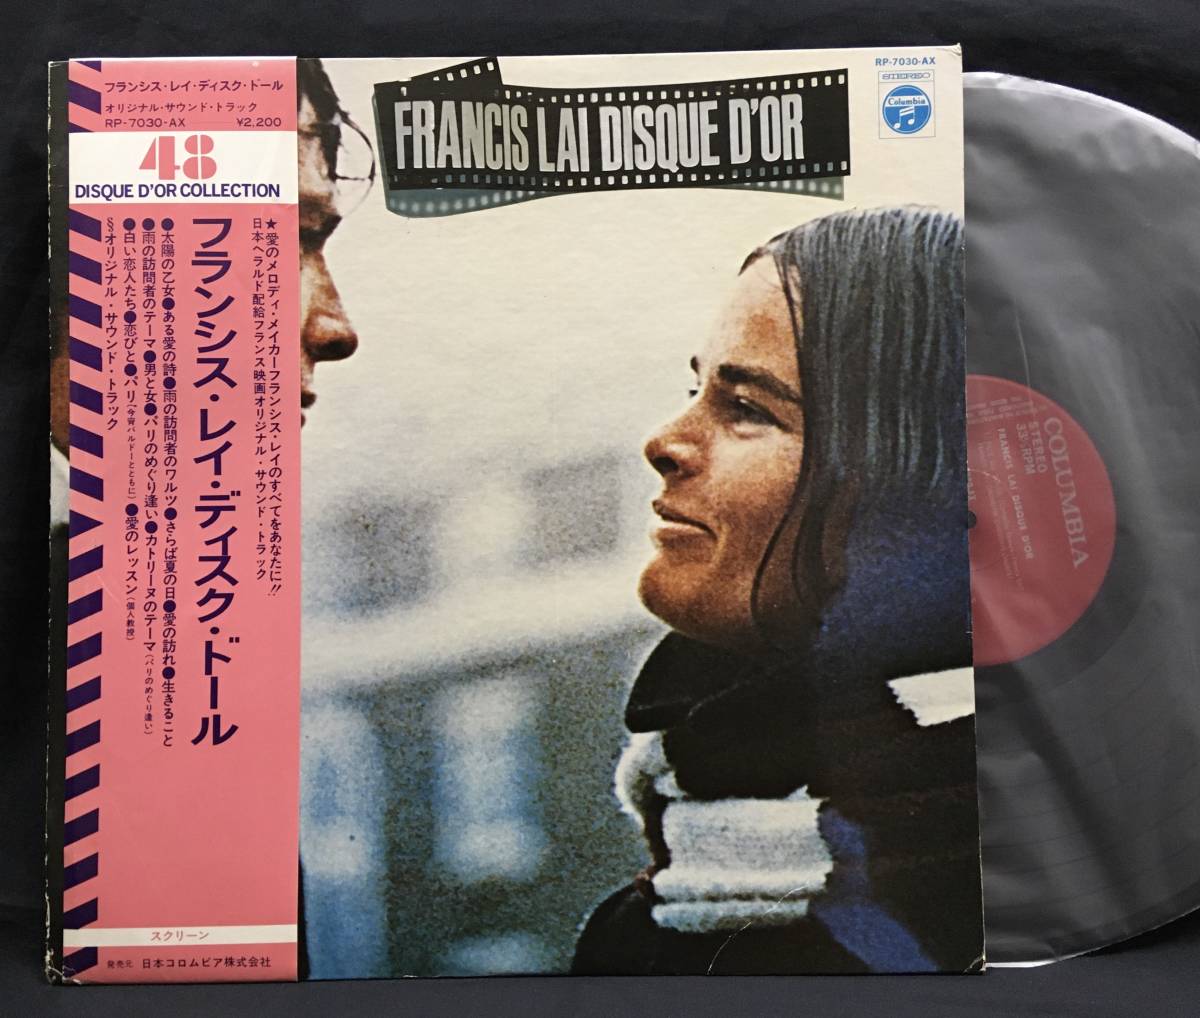 フランシス・レイ・ディスク・ドール
オリジナル・サウンド・トラック
RP-7030-AX ¥2,200
48
DISQUE D'OR COLLECTION
★愛のメロディ・メイカーフランシス・レイのすべてをあなたに!!
日本ヘラルド配給フランス映画オリジナル・サウンド・トラック
フランシス・レイ・ディスク・ドール
●太陽の乙女●ある愛の詩●雨の訪問者のワルツ●さらば夏の日●愛の訪れ●生きること
●雨の訪問者のテーマ●男と女●パリのめぐり逢い●カトリーヌのテーマ(パリのめぐり逢い)
●白い恋人たち●恋びと●パリ(今宵バルドーとともに)●愛のレッスン(個人教授)
§§オリジナル・サウンド・トラック
スクリーン
発売元 日本コロムビア株式会社
FRANCIS LAI DISQUE D'OR
RP-7030-AX
STEREO
Columbia
COLUMBIA
STEREO
33⅓RPM
FRANCIS LAI DISQUE D'OR